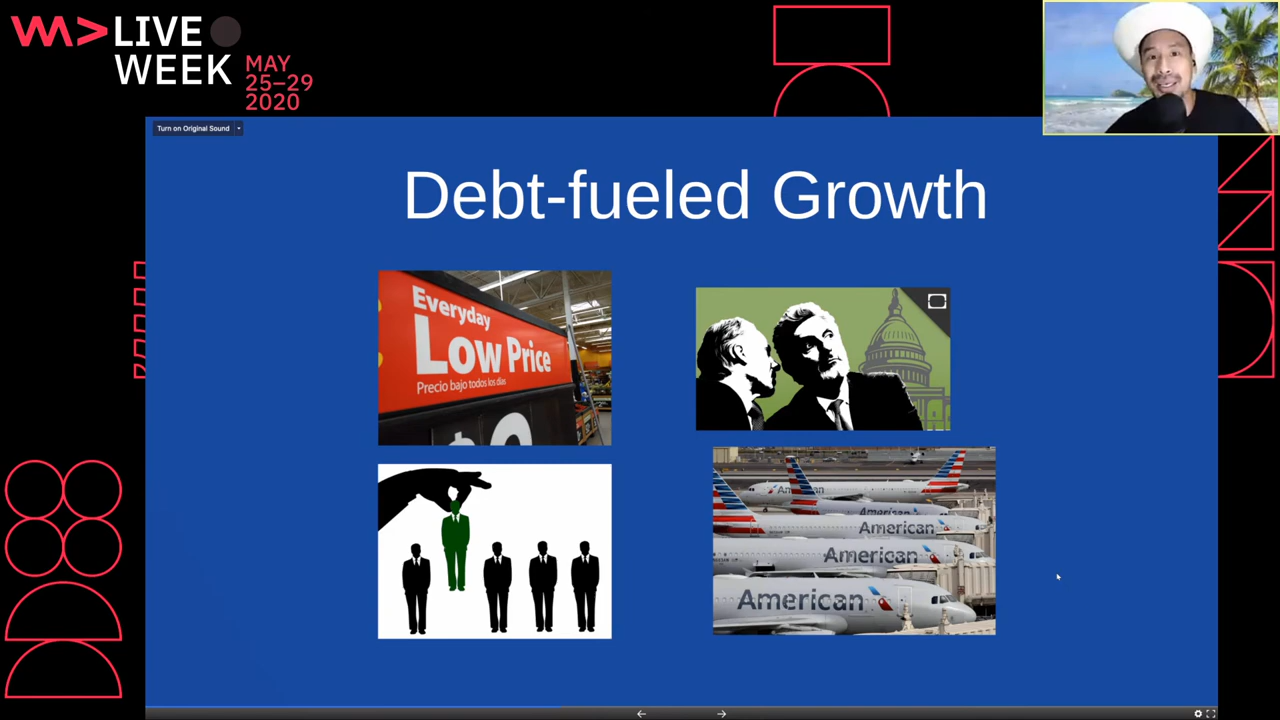 LIVE
WEEK
MAY
25–29
2020
Turn on Original Sound
Debt-fueled Growth
Everyday
Low Price
Precio bajo todos los días
American
American
American
American
American